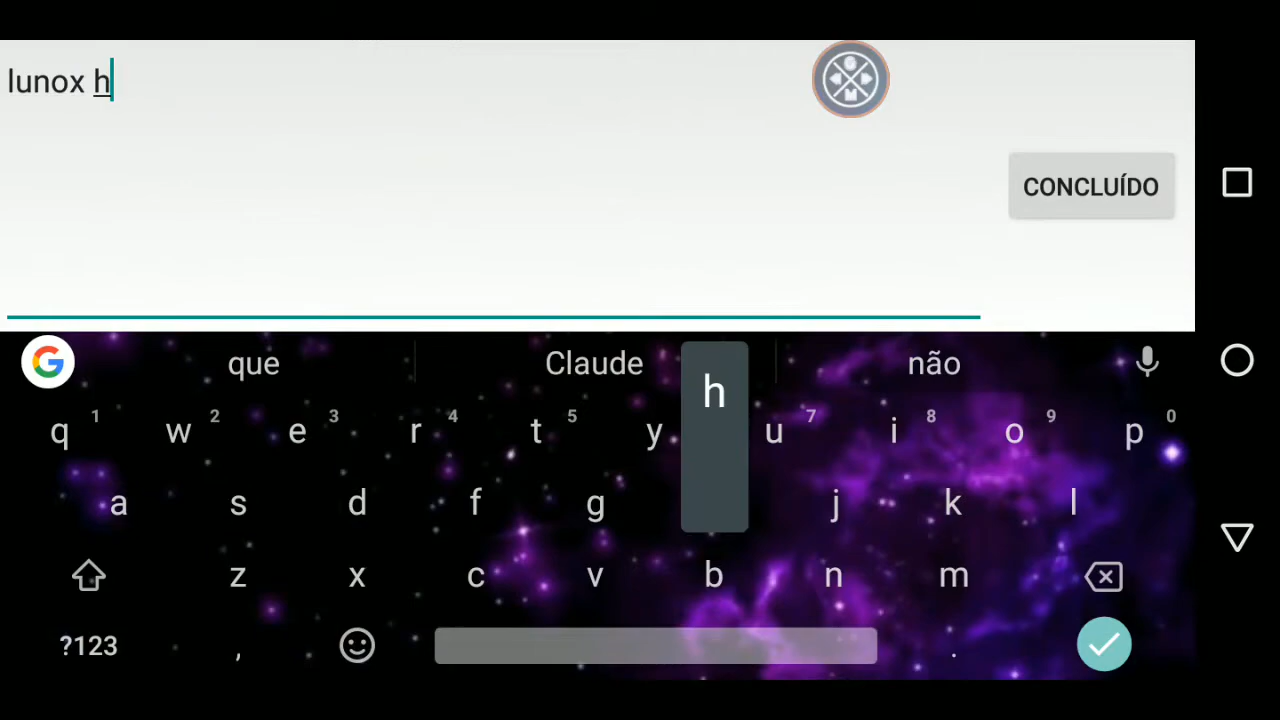 lunox h
CONCLUÍDO
que Claude não
h
q 1 w 2 e 3 r 4 t 5 y u 7 i 8 o 9 p 0
a s d f g j k l
z x c v b n m
?123 , .